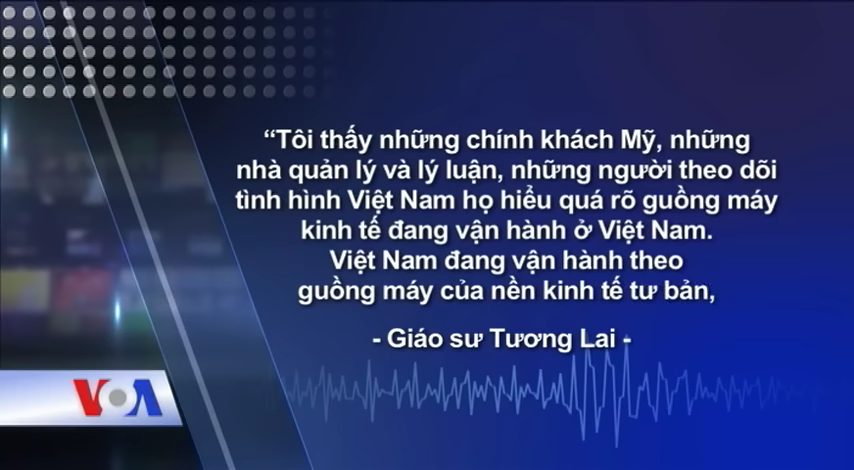 “Tôi thấy những chính khách Mỹ, những
nhà quản lý và lý luận, những người theo dõi
tình hình Việt Nam họ hiểu quá rõ guồng máy
kinh tế đang vận hành ở Việt Nam.
Việt Nam đang vận hành theo
guồng máy của nền kinh tế tư bản,
- Giáo sư Tương Lai -
VOA